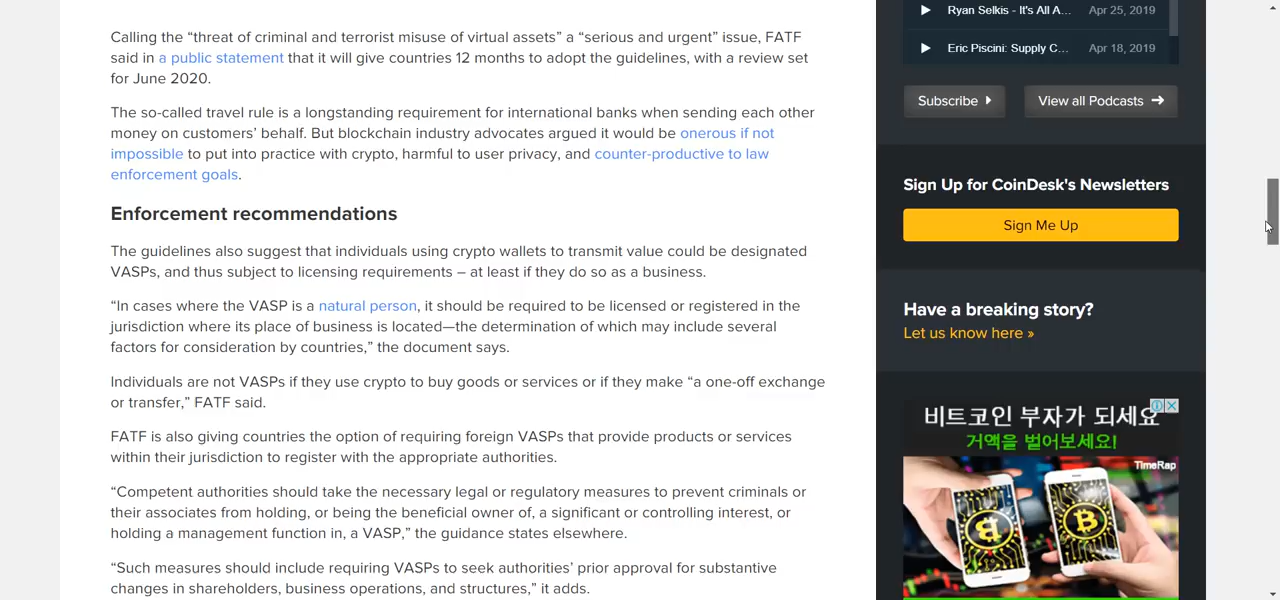 Calling the “threat of criminal and terrorist misuse of virtual assets” a “serious and urgent” issue, FATF
said in a public statement that it will give countries 12 months to adopt the guidelines, with a review set
for June 2020.
The so-called travel rule is a longstanding requirement for international banks when sending each other
money on customers’ behalf. But blockchain industry advocates argued it would be onerous if not
impossible to put into practice with crypto, harmful to user privacy, and counter-productive to law
enforcement goals.
Enforcement recommendations
The guidelines also suggest that individuals using crypto wallets to transmit value could be designated
VASPs, and thus subject to licensing requirements – at least if they do so as a business.
“In cases where the VASP is a natural person, it should be required to be licensed or registered in the
jurisdiction where its place of business is located—the determination of which may include several
factors for consideration by countries,” the document says.
Individuals are not VASPs if they use crypto to buy goods or services or if they make “a one-off exchange
or transfer,” FATF said.
FATF is also giving countries the option of requiring foreign VASPs that provide products or services
within their jurisdiction to register with the appropriate authorities.
“Competent authorities should take the necessary legal or regulatory measures to prevent criminals or
their associates from holding, or being the beneficial owner of, a significant or controlling interest, or
holding a management function in, a VASP,” the guidance states elsewhere.
“Such measures should include requiring VASPs to seek authorities’ prior approval for substantive
changes in shareholders, business operations, and structures,” it adds.
Ryan Selkis - It's All A... Apr 25, 2019
Eric Piscini: Supply C... Apr 18, 2019
Subscribe View all Podcasts
Sign Up for CoinDesk's Newsletters
Sign Me Up
Have a breaking story?
Let us know here »
비트코인 부자가 되세요
거액을 벌어보세요!
TimeRap